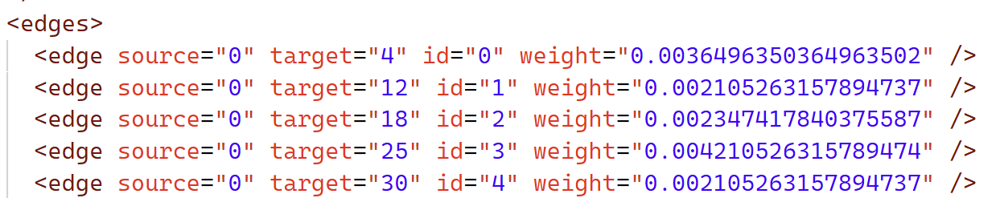 <edges>
<edge source="0" target="4" id="0" weight="0.0036496350364963502" />
<edge source="0" target="12" id="1" weight="0.002105263157894737" />
<edge source="0" target="18" id="2" weight="0.002347417840375587" />
<edge source="0" target="25" id="3" weight="0.004210526315789474" />
<edge source="0" target="30" id="4" weight="0.002105263157894737" />